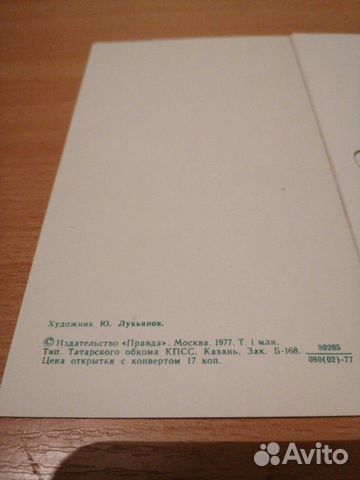 Художник Ю. Лукьянов.
© Издательство «Правда». Москва. 1977. Т. 1 млн.
Тип. Татарского обкома КПСС. Казань. Зак. Б-168.
Цена открытки с конвертом 17 коп.
80205
080(02)-77
Avito